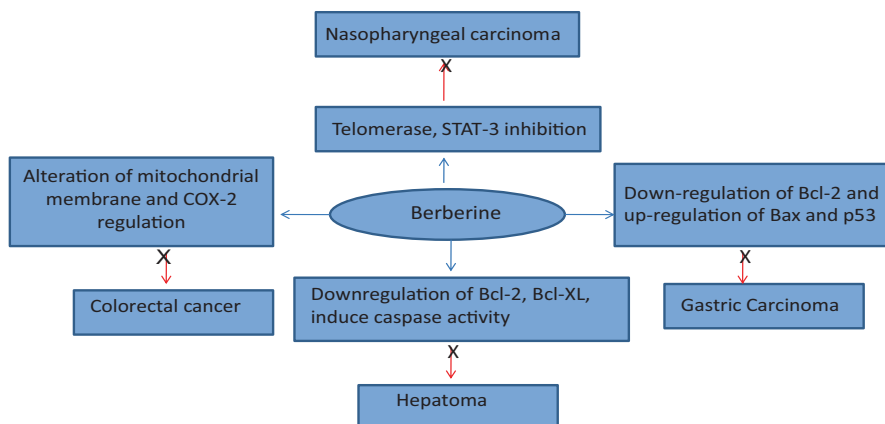 Nasopharyngeal carcinoma
X
Telomerase, STAT-3 inhibition
Alteration of mitochondrial
membrane and COX-2
regulation
Berberine
Down-regulation of Bcl-2 and
up-regulation of Bax and p53
X
Colorectal cancer
Downregulation of Bcl-2, Bcl-XL,
induce caspase activity
X
Gastric Carcinoma
X
Hepatoma